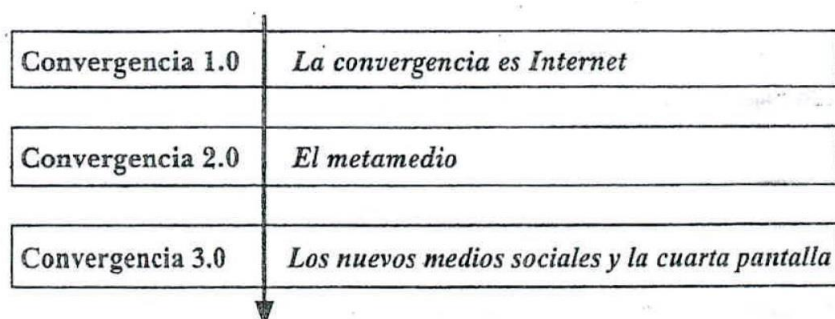 Convergencia 1.0 La convergencia es Internet
Convergencia 2.0 El metamedio
Convergencia 3.0 Los nuevos medios sociales y la cuarta pantalla